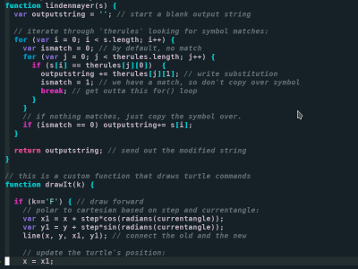 function lindenmayer(s) {
var outputstring = ''; // start a blank output string
// iterate through 'therules' looking for symbol matches:
for (var i = 0; i < s.length; i++) {
var ismatch = 0; // by default, no match
for (var j = 0; j < therules.length; j++) {
if (s[i] == therules[j][0]) {
outputstring += therules[j][1]; // write substitution
ismatch = 1; // we have a match, so don't copy over symbol
break; // get outta this for() loop
}
}
// if nothing matches, just copy the symbol over.
if (ismatch == 0) outputstring+= s[i];
}
return outputstring; // send out the modified string
}
// this is a custom function that draws turtle commands
function drawIt(k) {
if (k=='F') { // draw forward
// polar to cartesian based on step and currentangle:
var x1 = x + step*cos(radians(currentangle));
var y1 = y + step*sin(radians(currentangle));
line(x, y, x1, y1); // connect the old and the new
// update the turtle's position:
x = x1;